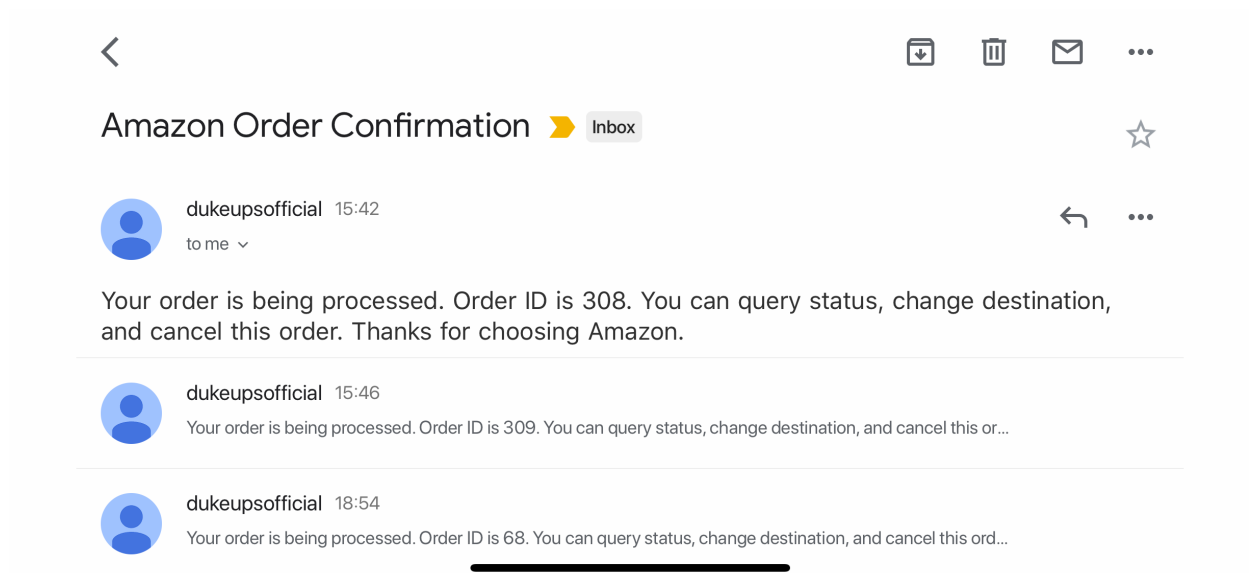 Amazon Order Confirmation Inbox
dukeupsofficial 15:42
to me
Your order is being processed. Order ID is 308. You can query status, change destination,
and cancel this order. Thanks for choosing Amazon.
dukeupsofficial 15:46
Your order is being processed. Order ID is 309. You can query status, change destination, and cancel this or...
dukeupsofficial 18:54
Your order is being processed. Order ID is 68. You can query status, change destination, and cancel this ord...